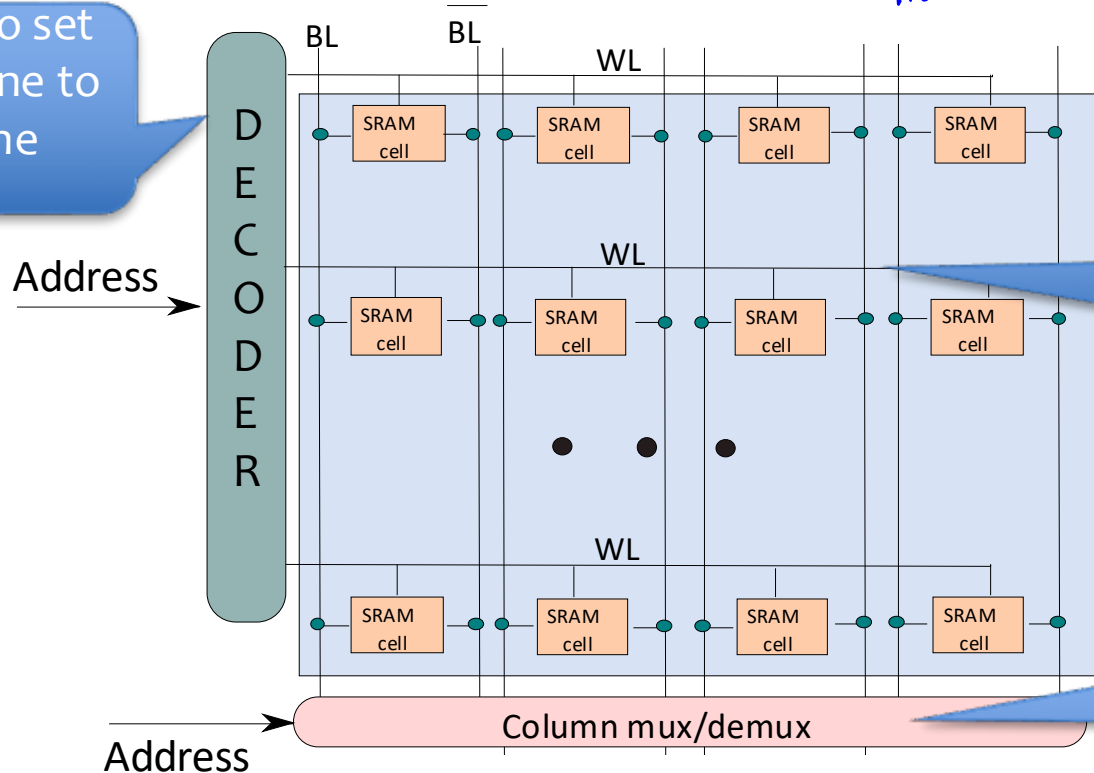 o set
ne to
ne
BL
BL
WL
DECODER
SRAM cell
SRAM cell
SRAM cell
SRAM cell
Address
WL
SRAM cell
SRAM cell
SRAM cell
SRAM cell
WL
SRAM cell
SRAM cell
SRAM cell
SRAM cell
Column mux/demux
Address